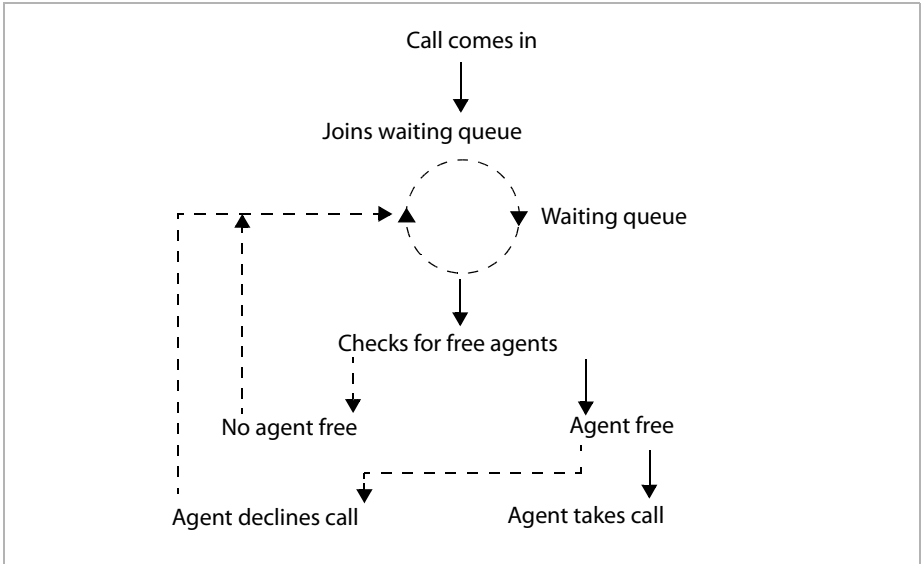 Call comes in
Joins waiting queue
Waiting queue
Checks for free agents
No agent free
Agent free
Agent declines call
Agent takes call